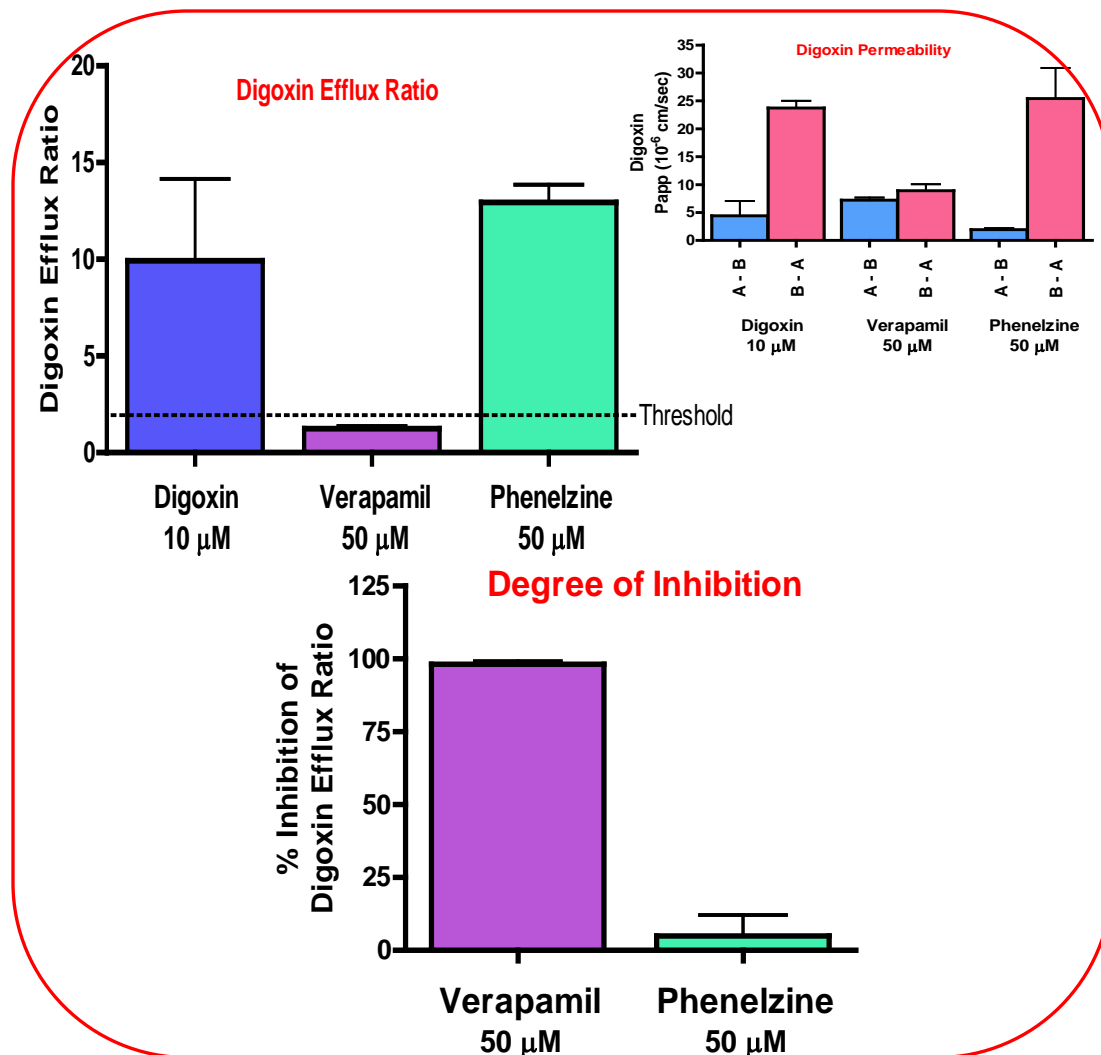 Digoxin Efflux Ratio
Digoxin Efflux Ratio
20
15
10
5
0
Threshold
Digoxin
10 μM
Verapamil
50 μM
Phenelzine
50 μM
Digoxin Permeability
Digoxin
Papp (10⁻⁶ cm/sec)
35
30
25
20
15
10
5
0
A - B
B - A
A - B
B - A
A - B
B - A
Digoxin
10 μM
Verapamil
50 μM
Phenelzine
50 μM
Degree of Inhibition
% Inhibition of
Digoxin Efflux Ratio
125
100
75
50
25
0
Verapamil
50 μM
Phenelzine
50 μM